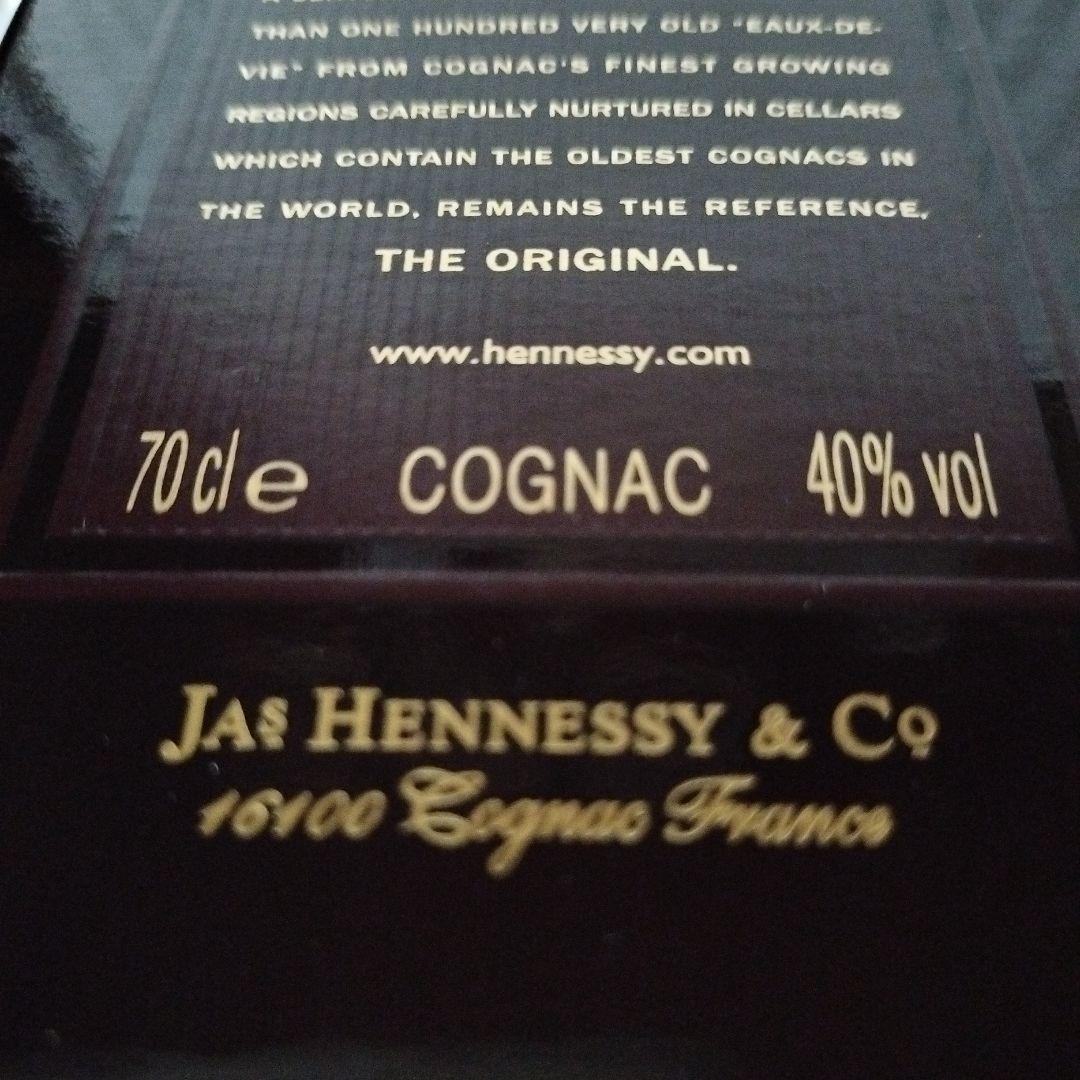 THAN ONE HUNDRED VERY OLD "EAUX-DE-
VIE" FROM COGNAC'S FINEST GROWING
REGIONS CAREFULLY NURTURED IN CELLARS
WHICH CONTAIN THE OLDEST COGNACS IN
THE WORLD, REMAINS THE REFERENCE,
THE ORIGINAL.
www.hennessy.com
70 cl e COGNAC 40% vol
JAS HENNESSY & CO
16100 Cognac France